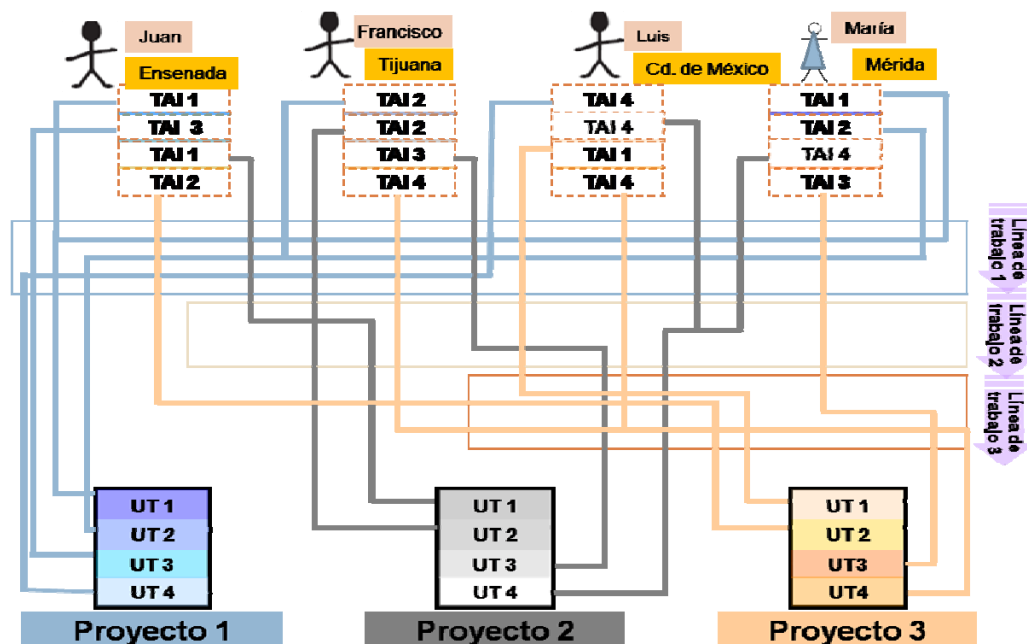 Juan
Francisco
Luis
María
Ensenada
Tijuana
Cd. de México
Mérida
TAI 1
TAI 3
TAI 1
TAI 2
TAI 2
TAI 2
TAI 3
TAI 4
TAI 4
TAI 4
TAI 1
TAI 4
TAI 1
TAI 2
TAI 4
TAI 3
Línea de
trabajo 1
Línea de
trabajo 2
Línea de
trabajo 3
UT 1
UT 2
UT 3
UT 4
Proyecto 1
UT 1
UT 2
UT 3
UT 4
Proyecto 2
UT 1
UT 2
UT3
UT4
Proyecto 3